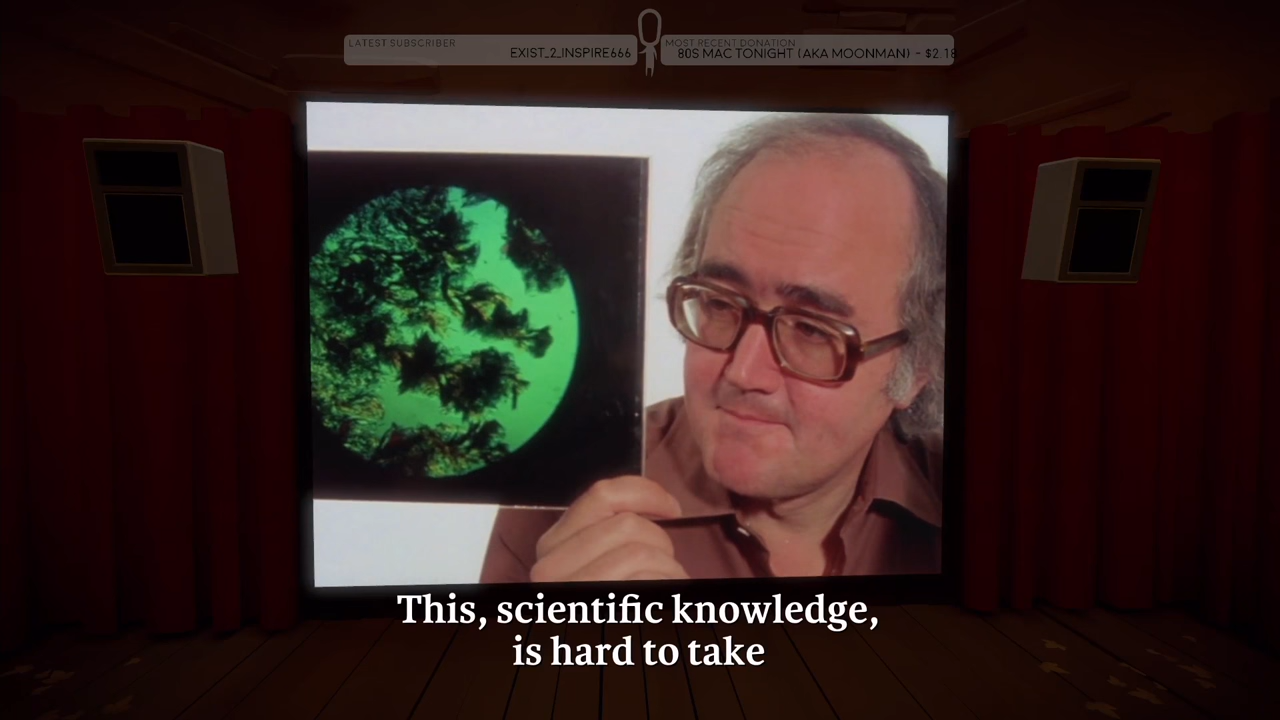 LATEST SUBSCRIBER
EXIST_2_INSPIRE666
MOST RECENT DONATION
80S MAC TONIGHT (AKA MOONMAN) - $2.18
This, scientific knowledge,
is hard to take